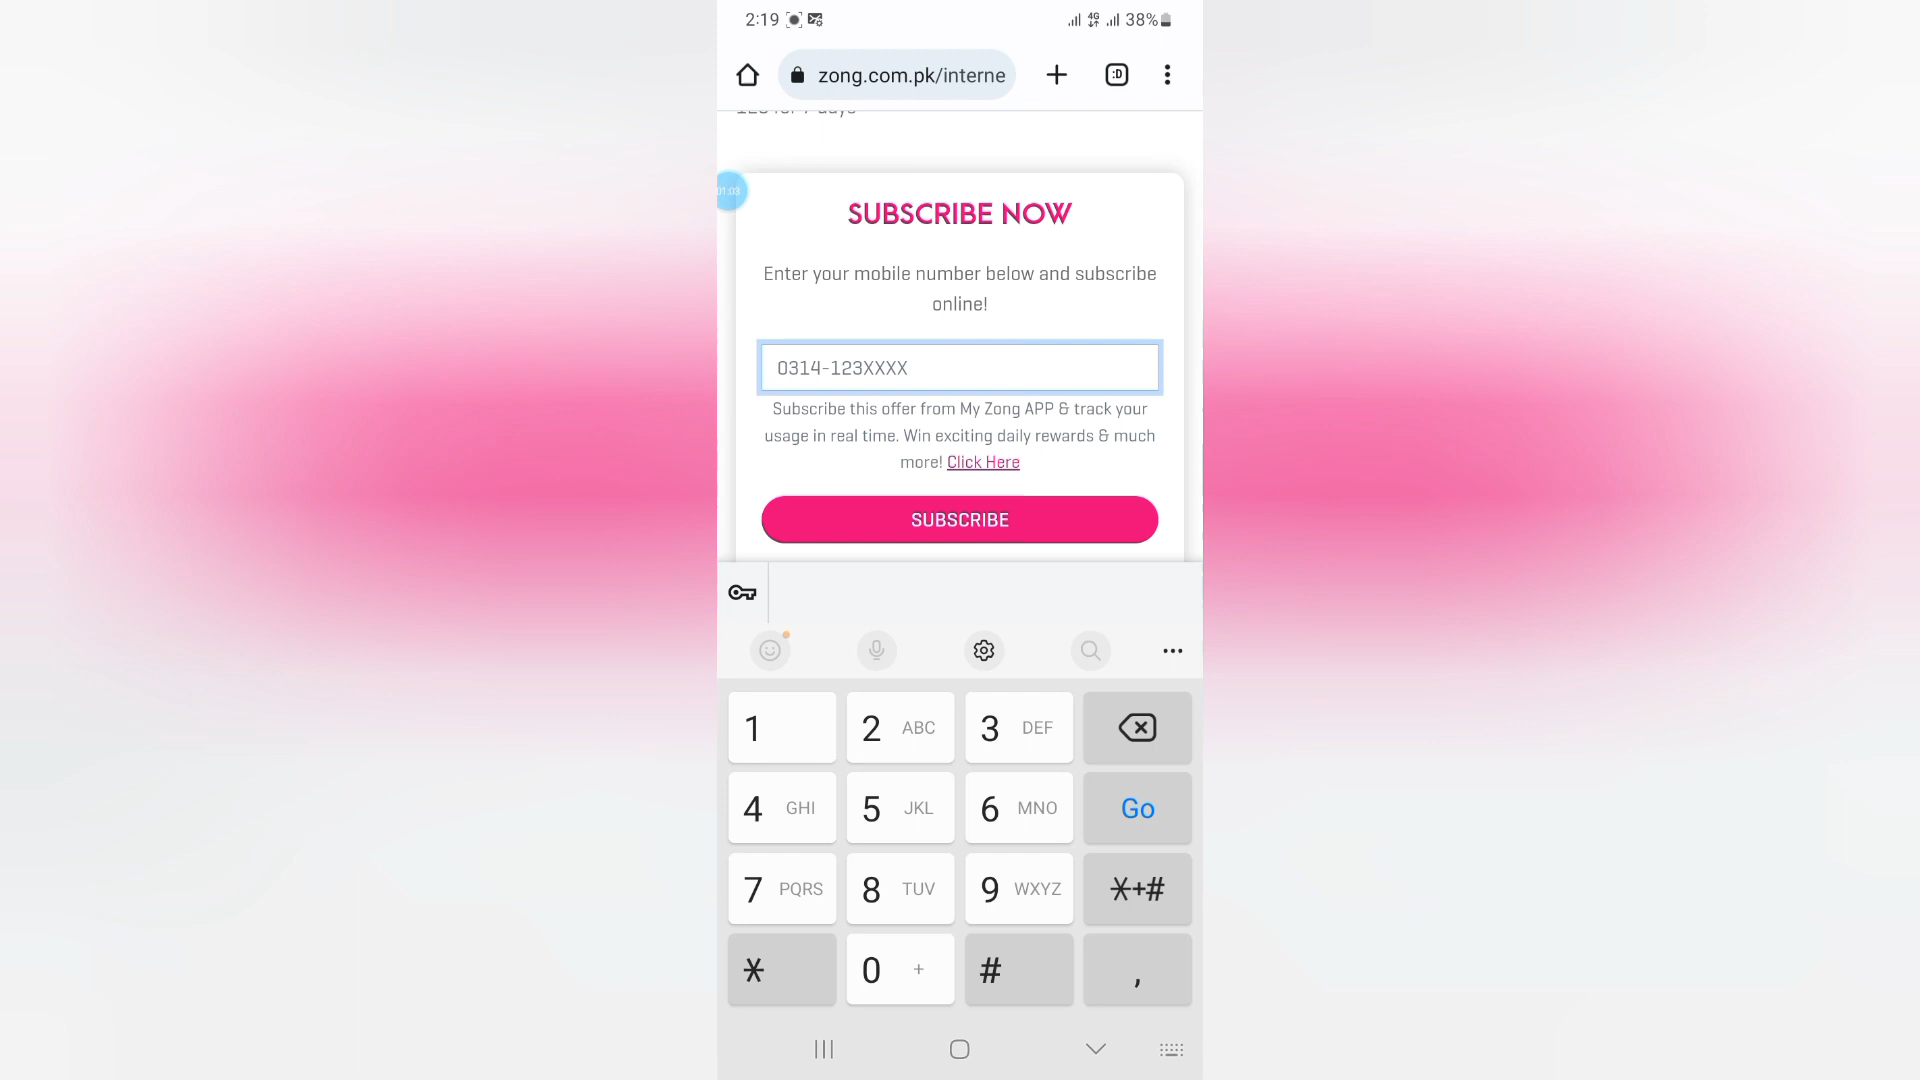 2:19
4G
38%
zong.com.pk/interne
:D
01:03
SUBSCRIBE NOW
Enter your mobile number below and subscribe
online!
0314-123XXXX
Subscribe this offer from My Zong APP & track your
usage in real time. Win exciting daily rewards & much
more! Click Here
SUBSCRIBE
1
2 ABC
3 DEF
4 GHI
5 JKL
6 MNO
Go
7 PQRS
8 TUV
9 WXYZ
*+#
*
0 +
#
,